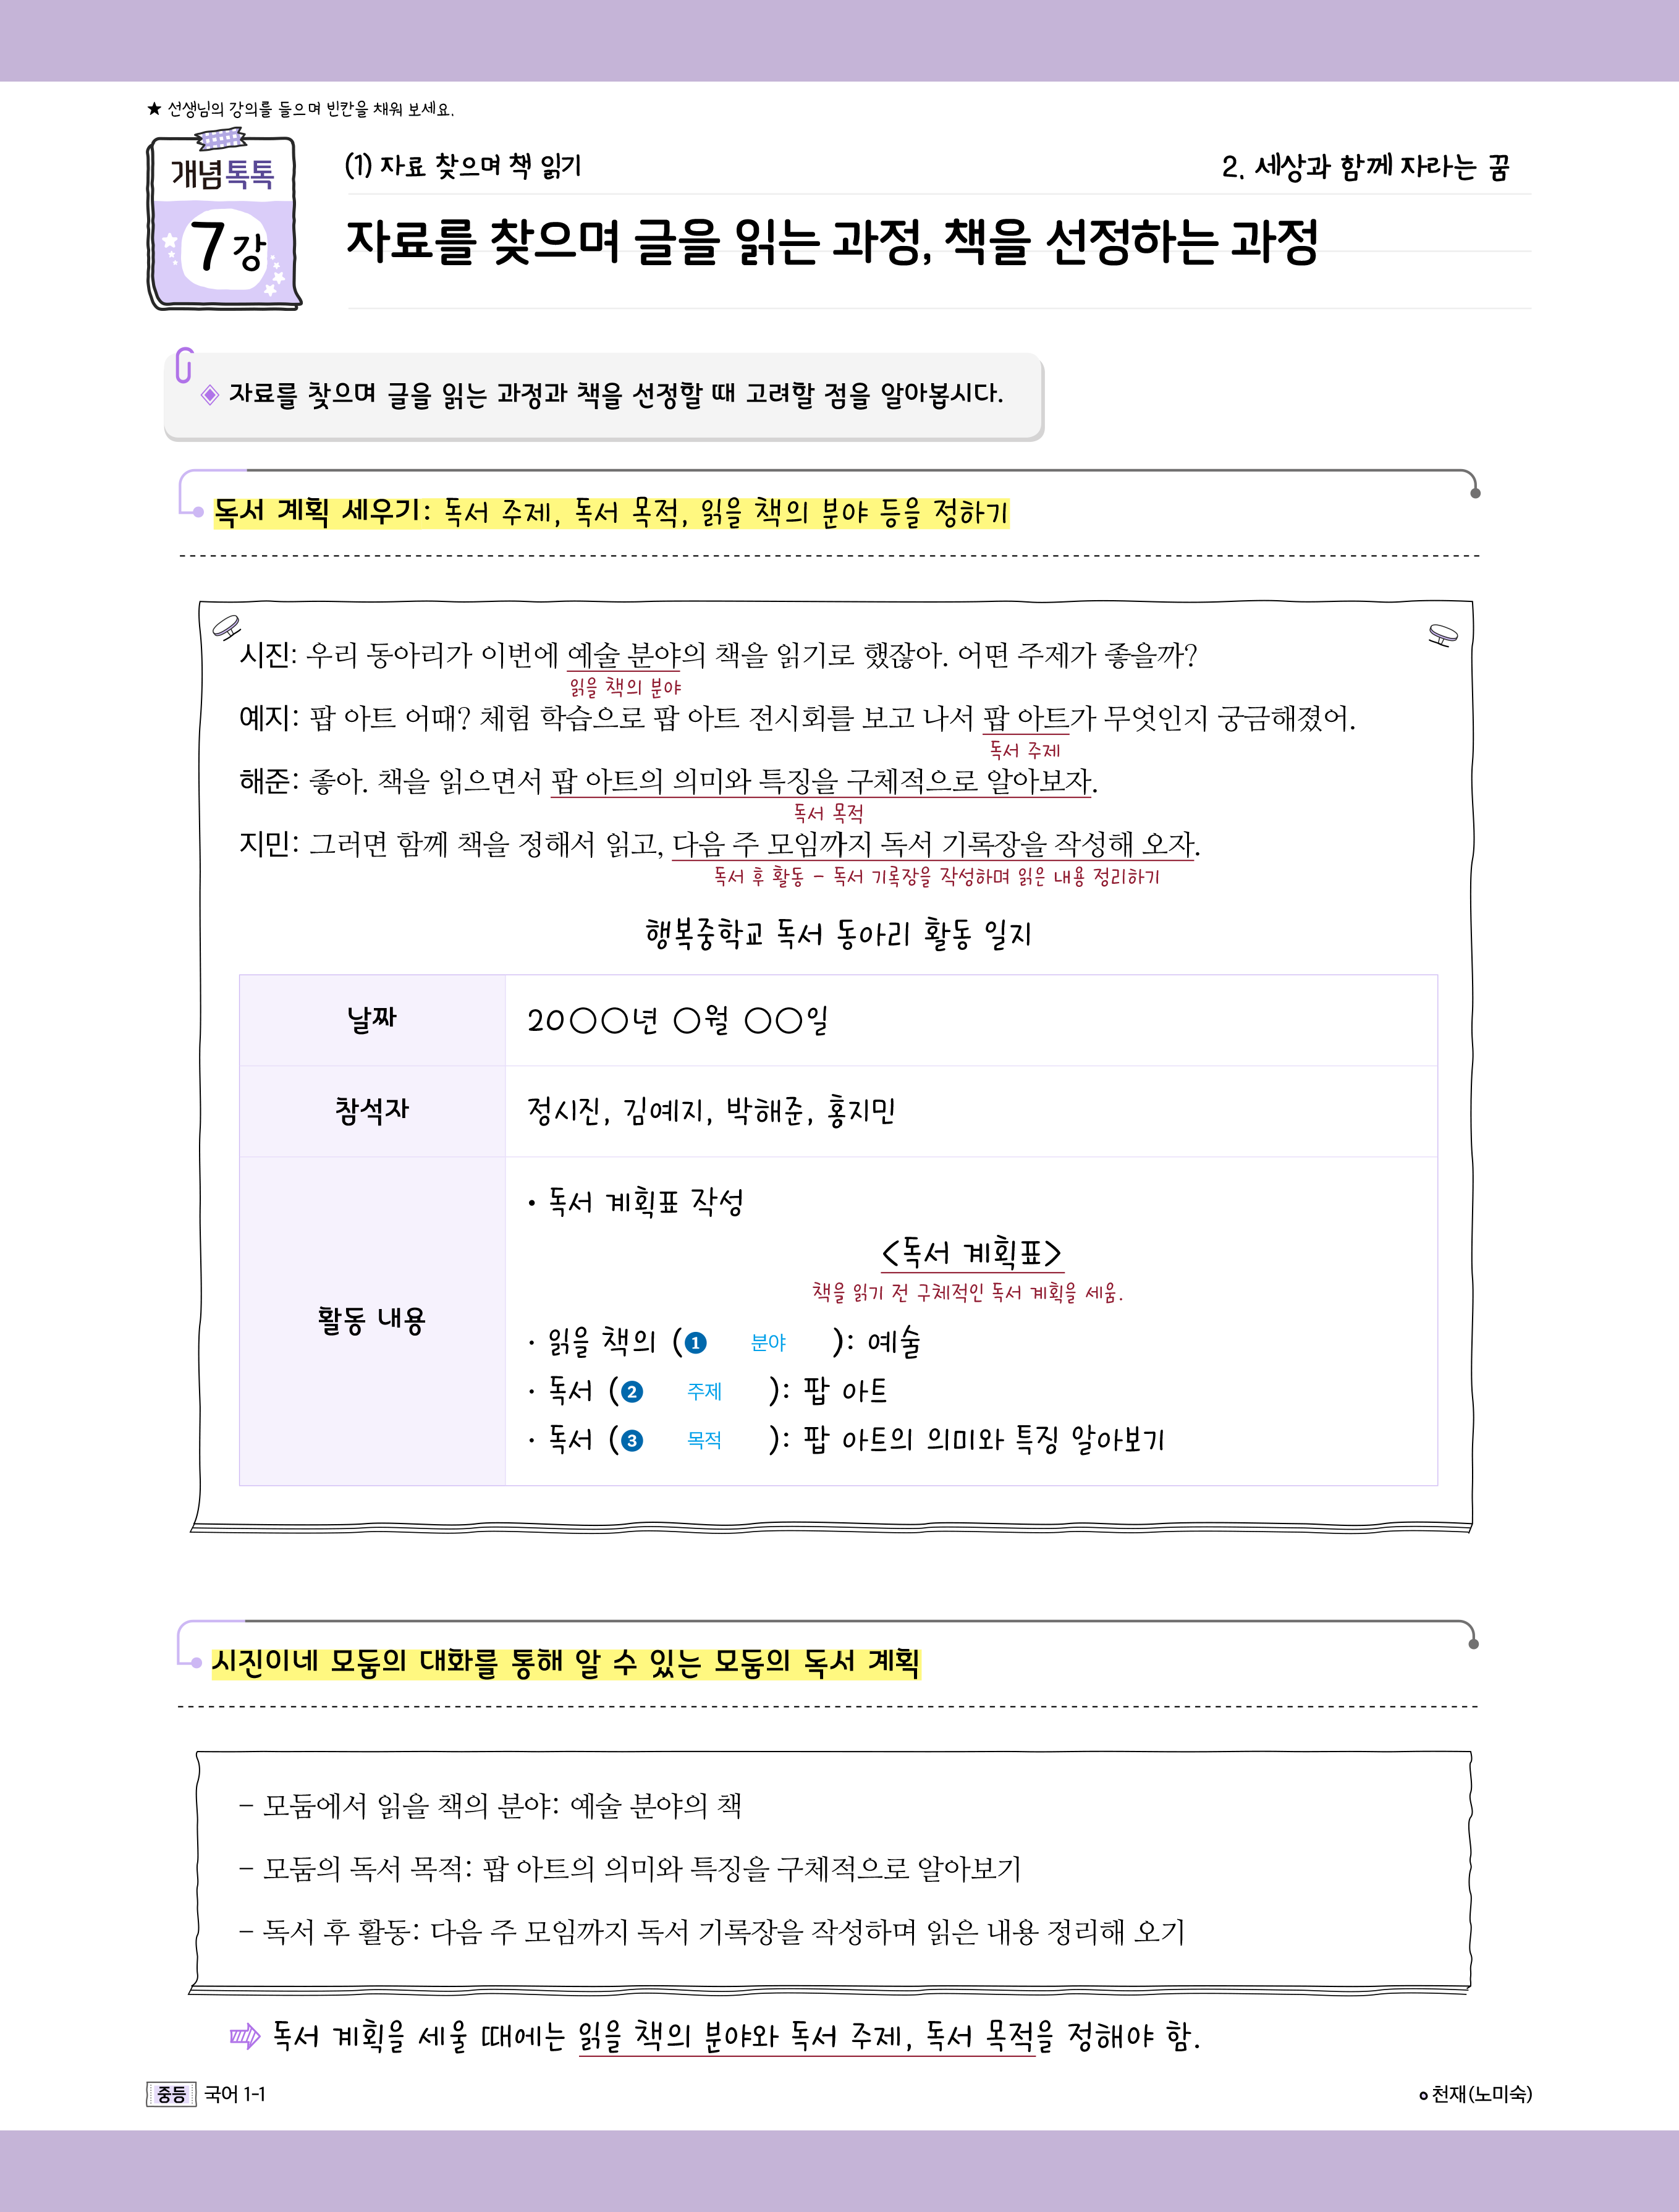 ★ 선생님의 강의를 들으며 빈칸을 채워 보세요.
개념톡톡
7강
(1) 자료 찾으며 책 읽기
2. 세상과 함께 자라는 꿈
자료를 찾으며 글을 읽는 과정, 책을 선정하는 과정
◈ 자료를 찾으며 글을 읽는 과정과 책을 선정할 때 고려할 점을 알아봅시다.
독서 계획 세우기: 독서 주제, 독서 목적, 읽을 책의 분야 등을 정하기
시진: 우리 동아리가 이번에 예술 분야의 책을 읽기로 했잖아. 어떤 주제가 좋을까?
읽을 책의 분야
예지: 팝 아트 어때? 체험 학습으로 팝 아트 전시회를 보고 나서 팝 아트가 무엇인지 궁금해졌어.
독서 주제
해준: 좋아. 책을 읽으면서 팝 아트의 의미와 특징을 구체적으로 알아보자.
독서 목적
지민: 그러면 함께 책을 정해서 읽고, 다음 주 모임까지 독서 기록장을 작성해 오자.
독서 후 활동 - 독서 기록장을 작성하며 읽은 내용 정리하기
행복중학교 독서 동아리 활동 일지
날짜
20○○년 ○월 ○○일
참석자
정시진, 김예지, 박해준, 홍지민
활동 내용
• 독서 계획표 작성
<독서 계획표>
책을 읽기 전 구체적인 독서 계획을 세움.
· 읽을 책의 (❶ 분야 ): 예술
· 독서 (❷ 주제 ): 팝 아트
· 독서 (❸ 목적 ): 팝 아트의 의미와 특징 알아보기
시진이네 모둠의 대화를 통해 알 수 있는 모둠의 독서 계획
- 모둠에서 읽을 책의 분야: 예술 분야의 책
- 모둠의 독서 목적: 팝 아트의 의미와 특징을 구체적으로 알아보기
- 독서 후 활동: 다음 주 모임까지 독서 기록장을 작성하며 읽은 내용 정리해 오기
⇨ 독서 계획을 세울 때에는 읽을 책의 분야와 독서 주제, 독서 목적을 정해야 함.
중등 국어 1-1
천재(노미숙)